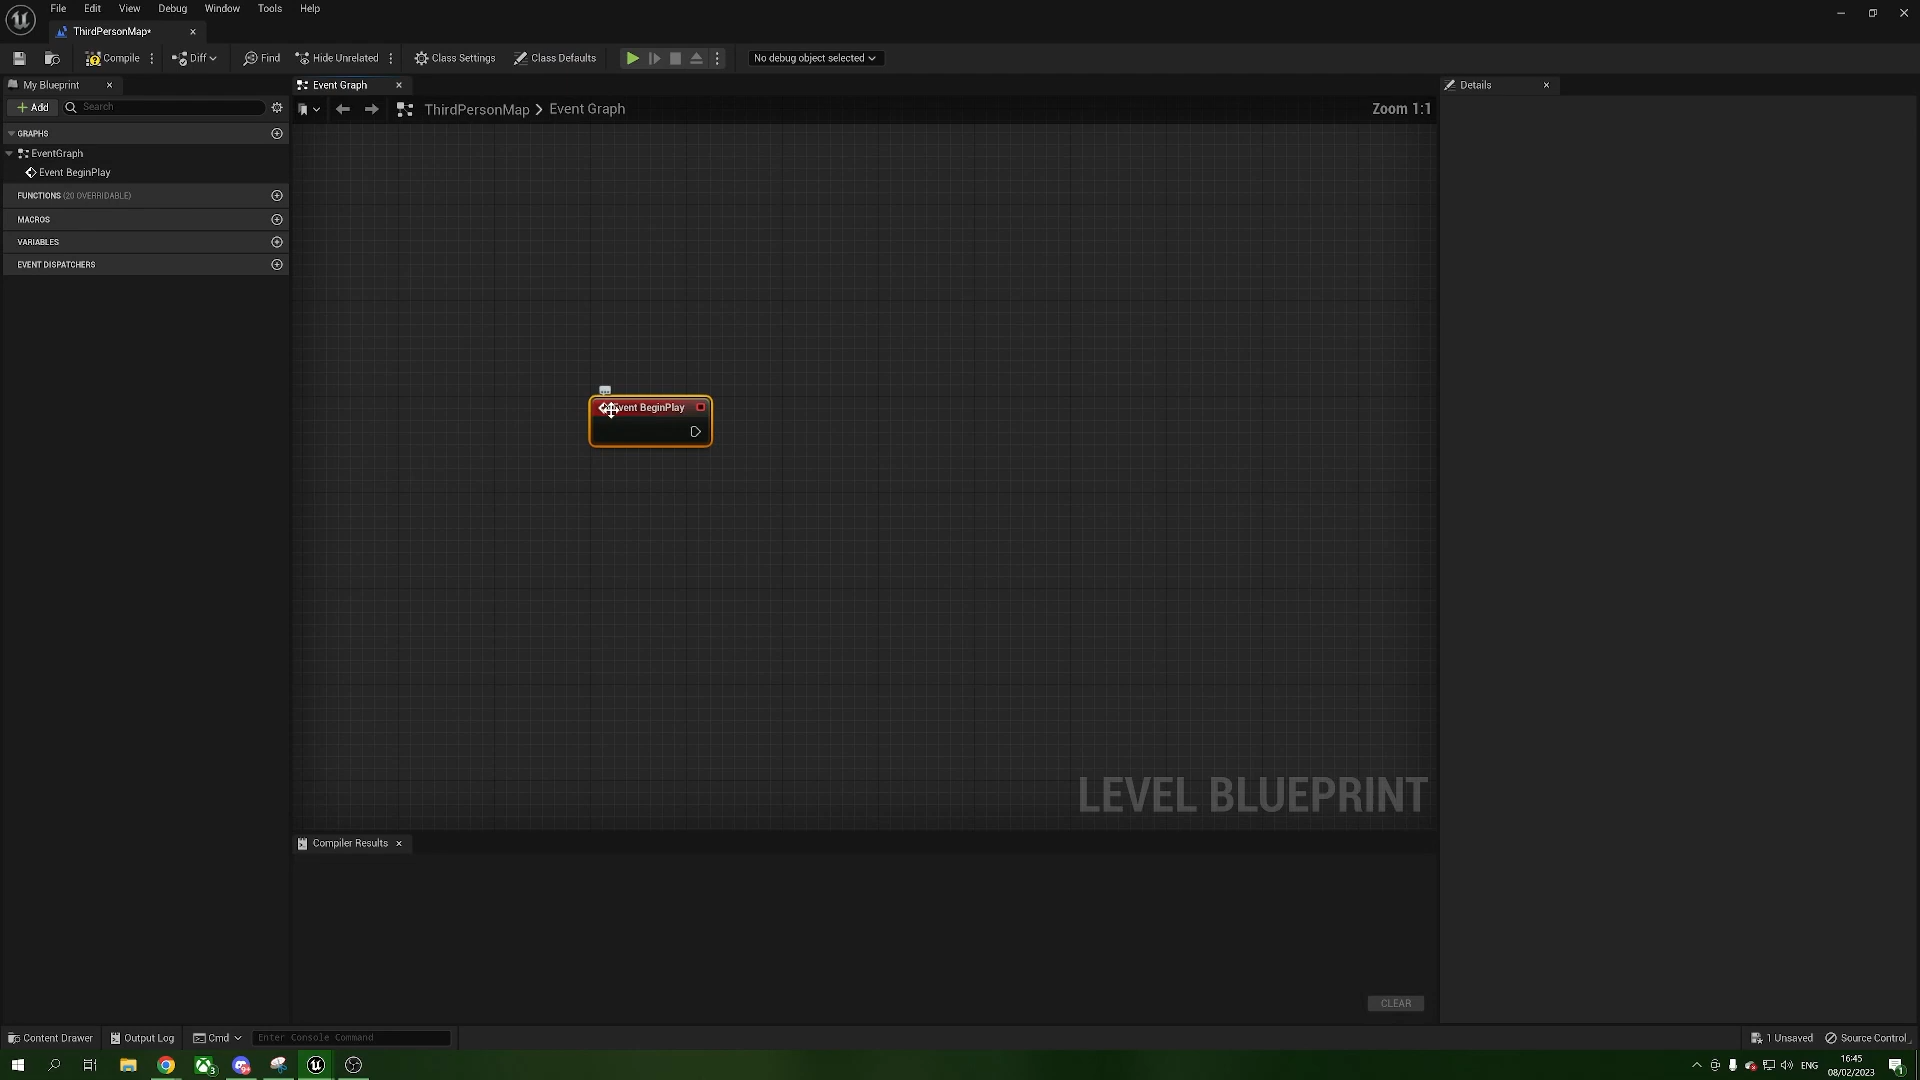 File Edit View Debug Window Tools Help
ThirdPersonMap*
Compile Diff Find Hide Unrelated Class Settings Class Defaults No debug object selected
My Blueprint Event Graph Details
Add Search ThirdPersonMap > Event Graph Zoom 1:1
GRAPHS
EventGraph
Event BeginPlay
FUNCTIONS (20 OVERRIDABLE)
MACROS
VARIABLES
EVENT DISPATCHERS
Event BeginPlay
LEVEL BLUEPRINT
Compiler Results
CLEAR
Content Drawer Output Log Cmd Enter Console Command 1 Unsaved Source Control
ENG
16:45
08/02/2023